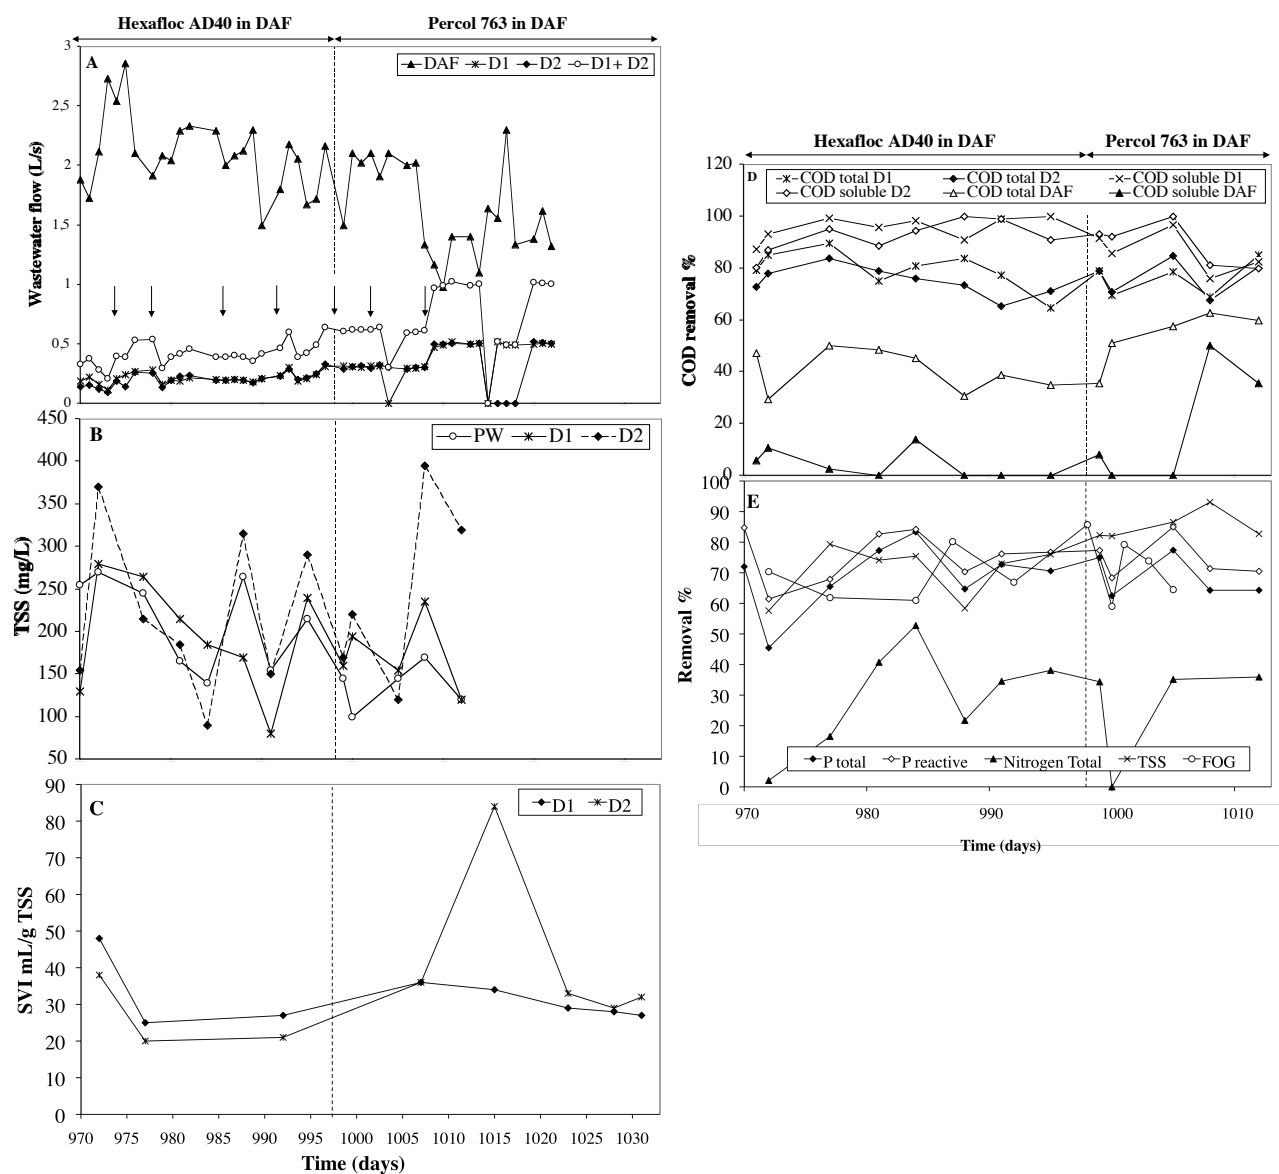 Hexafloc AD40 in DAF
Percol 763 in DAF
A
DAF D1 D2 D1+ D2
Wastewater flow (L/s)
3
2.5
2
1.5
1
0.5
0
B
PW D1 D2
TSS (mg/L)
450
400
350
300
250
200
150
100
50
C
D1 D2
SVI mL/g TSS
90
80
70
60
50
40
30
20
10
0
970 975 980 985 990 995 1000 1005 1010 1015 1020 1025 1030
Time (days)
Hexafloc AD40 in DAF
Percol 763 in DAF
D
COD total D1 COD total D2 COD soluble D1
COD soluble D2 COD total DAF COD soluble DAF
COD removal %
120
100
80
60
40
20
0
E
Removal %
100
90
80
70
60
50
40
30
20
10
0
P total P reactive Nitrogen Total TSS FOG
970 980 990 1000 1010
Time (days)